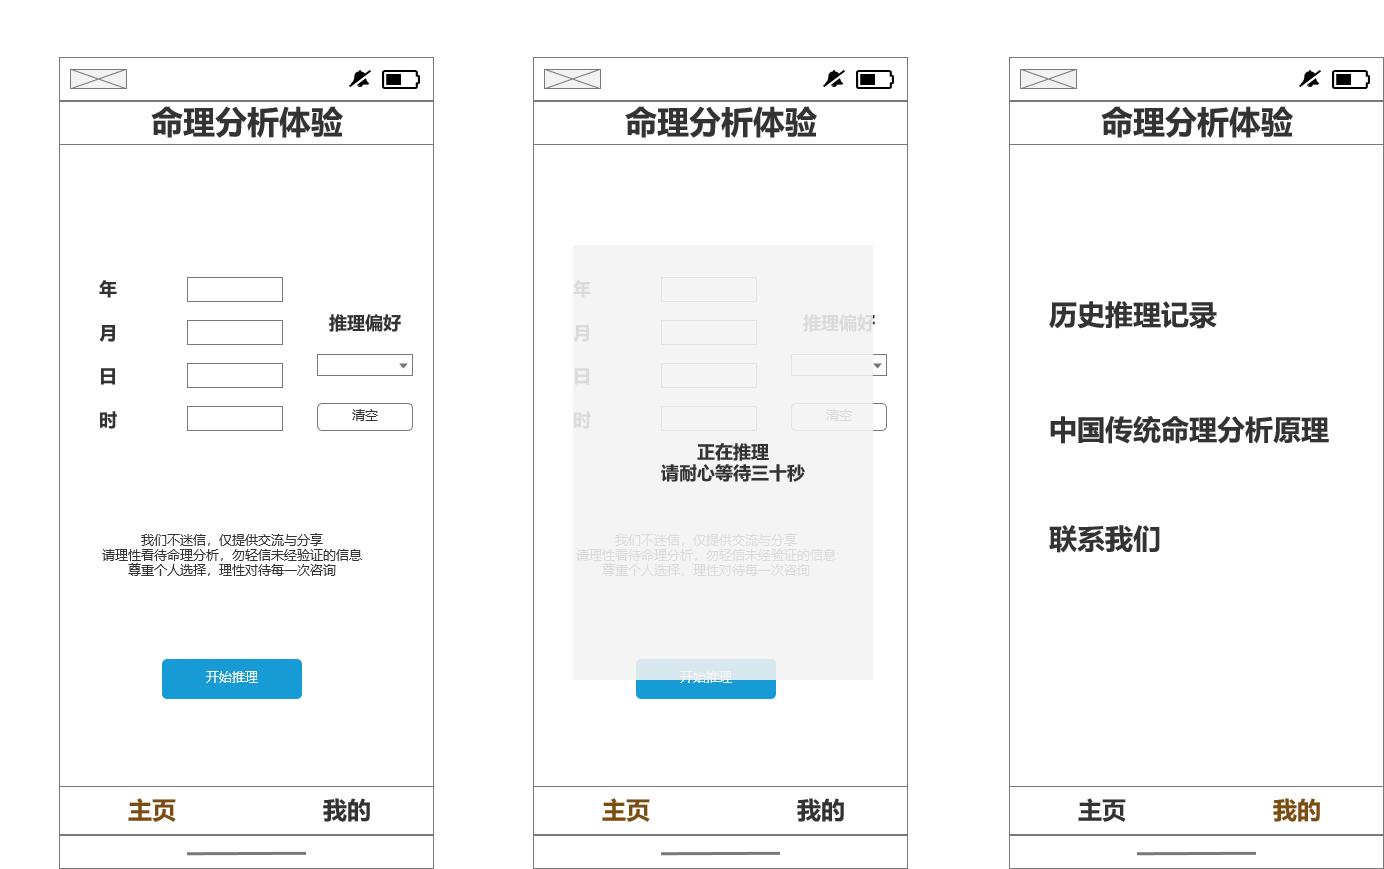 命理分析体验
年
月
日
时
推理偏好
清空
我们不迷信，仅提供交流与分享
请理性看待命理分析，勿轻信未经验证的信息
尊重个人选择，理性对待每一次咨询
开始推理
主页
我的
命理分析体验
年
月
日
时
推理偏好
清空
正在推理
请耐心等待三十秒
我们不迷信，仅提供交流与分享
请理性看待命理分析，勿轻信未经验证的信息
尊重个人选择，理性对待每一次咨询
开始推理
主页
我的
命理分析体验
历史推理记录
中国传统命理分析原理
联系我们
主页
我的